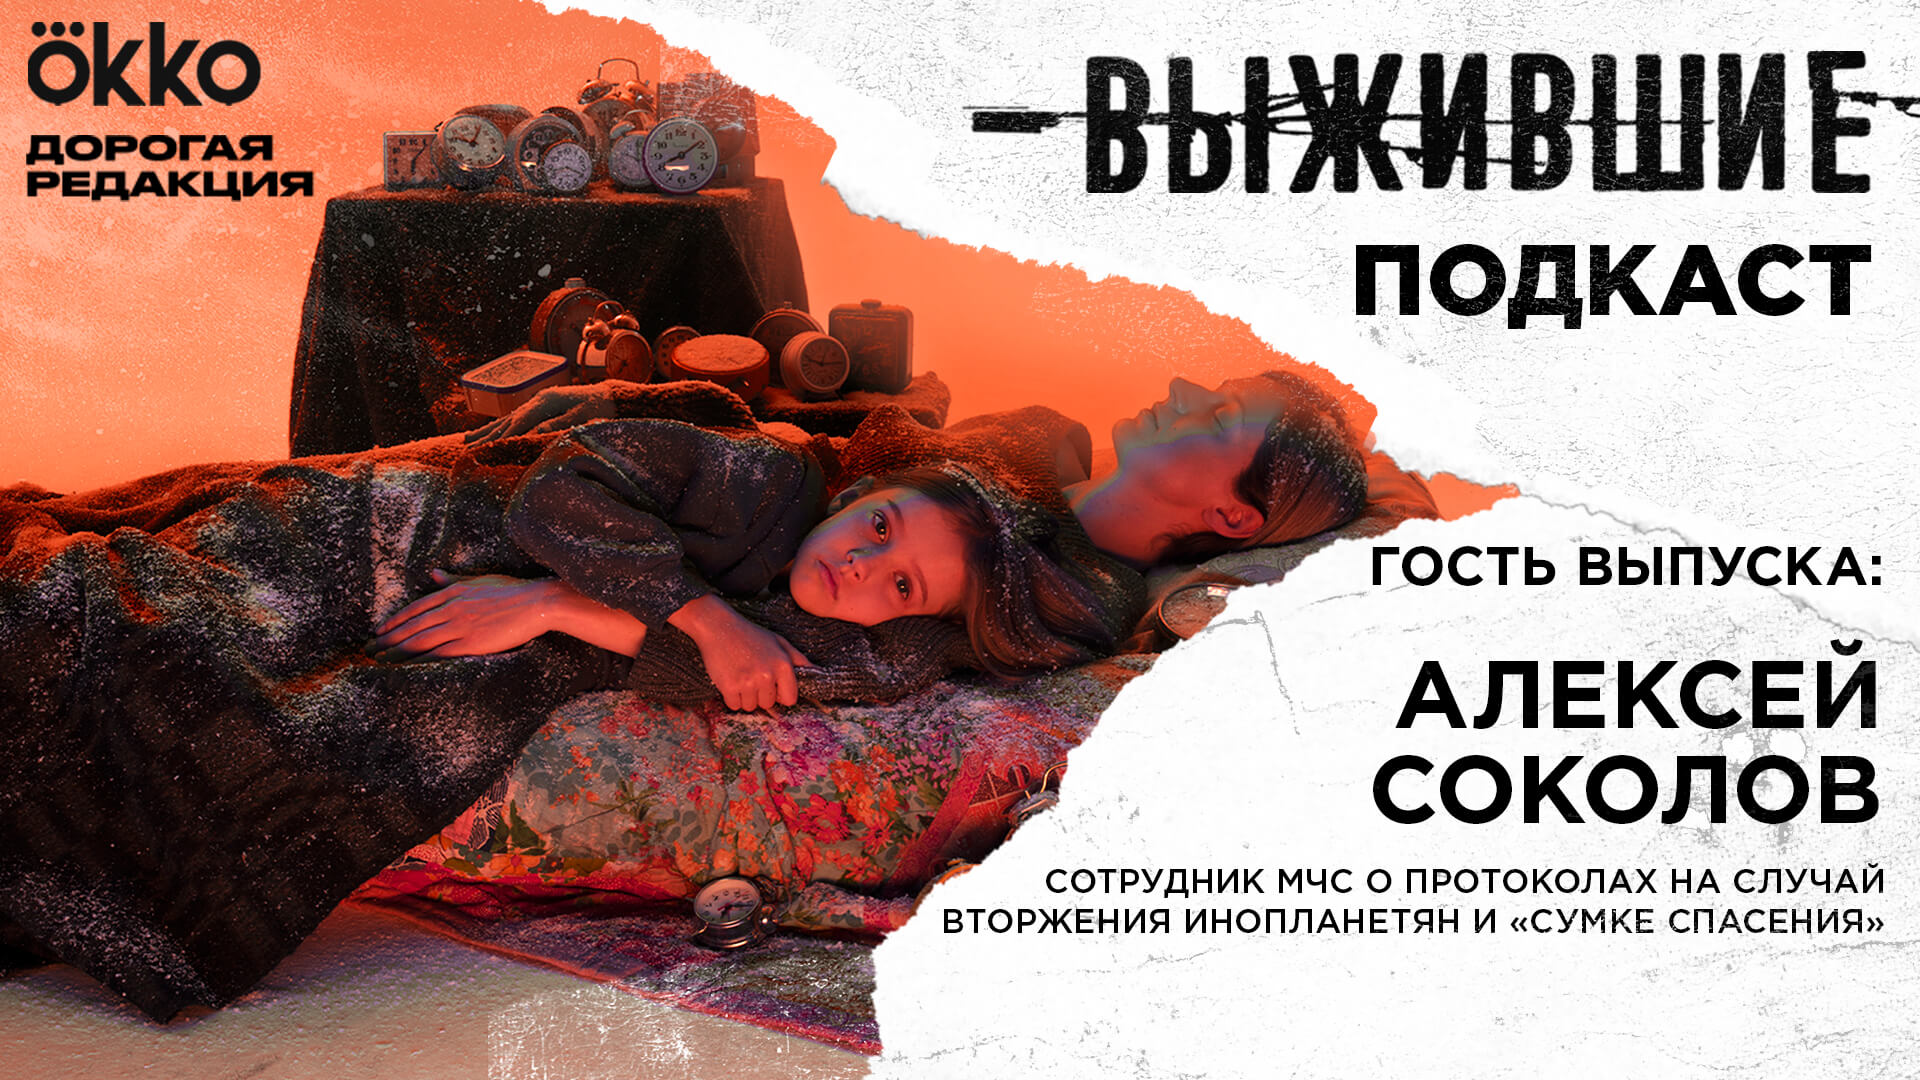 ökko
ДОРОГАЯ
РЕДАКЦИЯ
ВЫЖИВШИЕ
ПОДКАСТ
ГОСТЬ ВЫПУСКА:
АЛЕКСЕЙ
СОКОЛОВ
СОТРУДНИК МЧС О ПРОТОКОЛАХ НА СЛУЧАЙ
ВТОРЖЕНИЯ ИНОПЛАНЕТЯН И «СУМКЕ СПАСЕНИЯ»